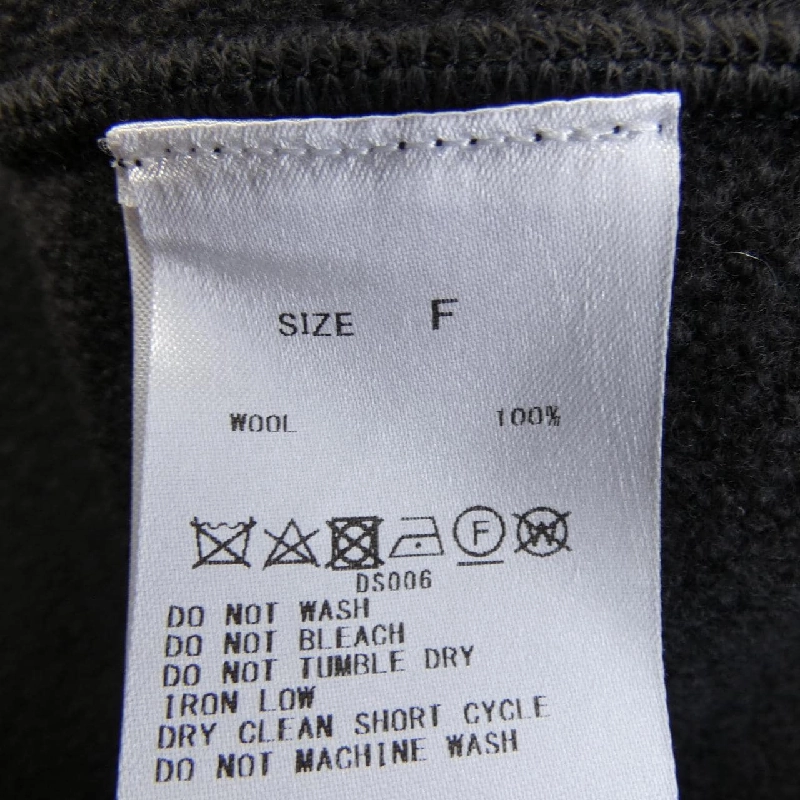 SIZE F
WOOL 100%
F W
DS006
DO NOT WASH
DO NOT BLEACH
DO NOT TUMBLE DRY
IRON LOW
DRY CLEAN SHORT CYCLE
DO NOT MACHINE WASH